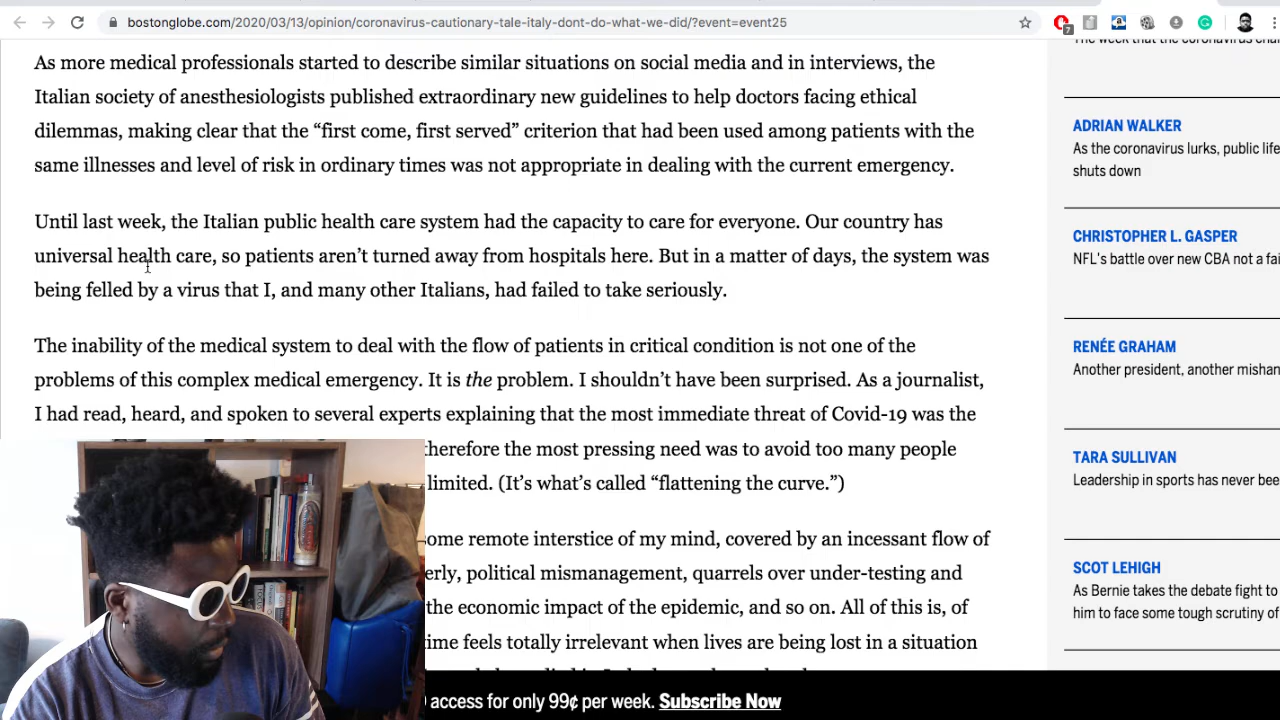 bostonglobe.com/2020/03/13/opinion/coronavirus-cautionary-tale-italy-dont-do-what-we-did/?event=event25
7
As more medical professionals started to describe similar situations on social media and in interviews, the
Italian society of anesthesiologists published extraordinary new guidelines to help doctors facing ethical
dilemmas, making clear that the “first come, first served” criterion that had been used among patients with the
same illnesses and level of risk in ordinary times was not appropriate in dealing with the current emergency.
Until last week, the Italian public health care system had the capacity to care for everyone. Our country has
universal health care, so patients aren’t turned away from hospitals here. But in a matter of days, the system was
being felled by a virus that I, and many other Italians, had failed to take seriously.
The inability of the medical system to deal with the flow of patients in critical condition is not one of the
problems of this complex medical emergency. It is the problem. I shouldn’t have been surprised. As a journalist,
I had read, heard, and spoken to several experts explaining that the most immediate threat of Covid-19 was the
therefore the most pressing need was to avoid too many people
limited. (It’s what’s called “flattening the curve.”)
some remote interstice of my mind, covered by an incessant flow of
erly, political mismanagement, quarrels over under-testing and
the economic impact of the epidemic, and so on. All of this is, of
time feels totally irrelevant when lives are being lost in a situation
access for only 99¢ per week. Subscribe Now
The week that the coronavirus chan
ADRIAN WALKER
As the coronavirus lurks, public life
shuts down
CHRISTOPHER L. GASPER
NFL's battle over new CBA not a fai
RENÉE GRAHAM
Another president, another mishan
TARA SULLIVAN
Leadership in sports has never bee
SCOT LEHIGH
As Bernie takes the debate fight to
him to face some tough scrutiny of